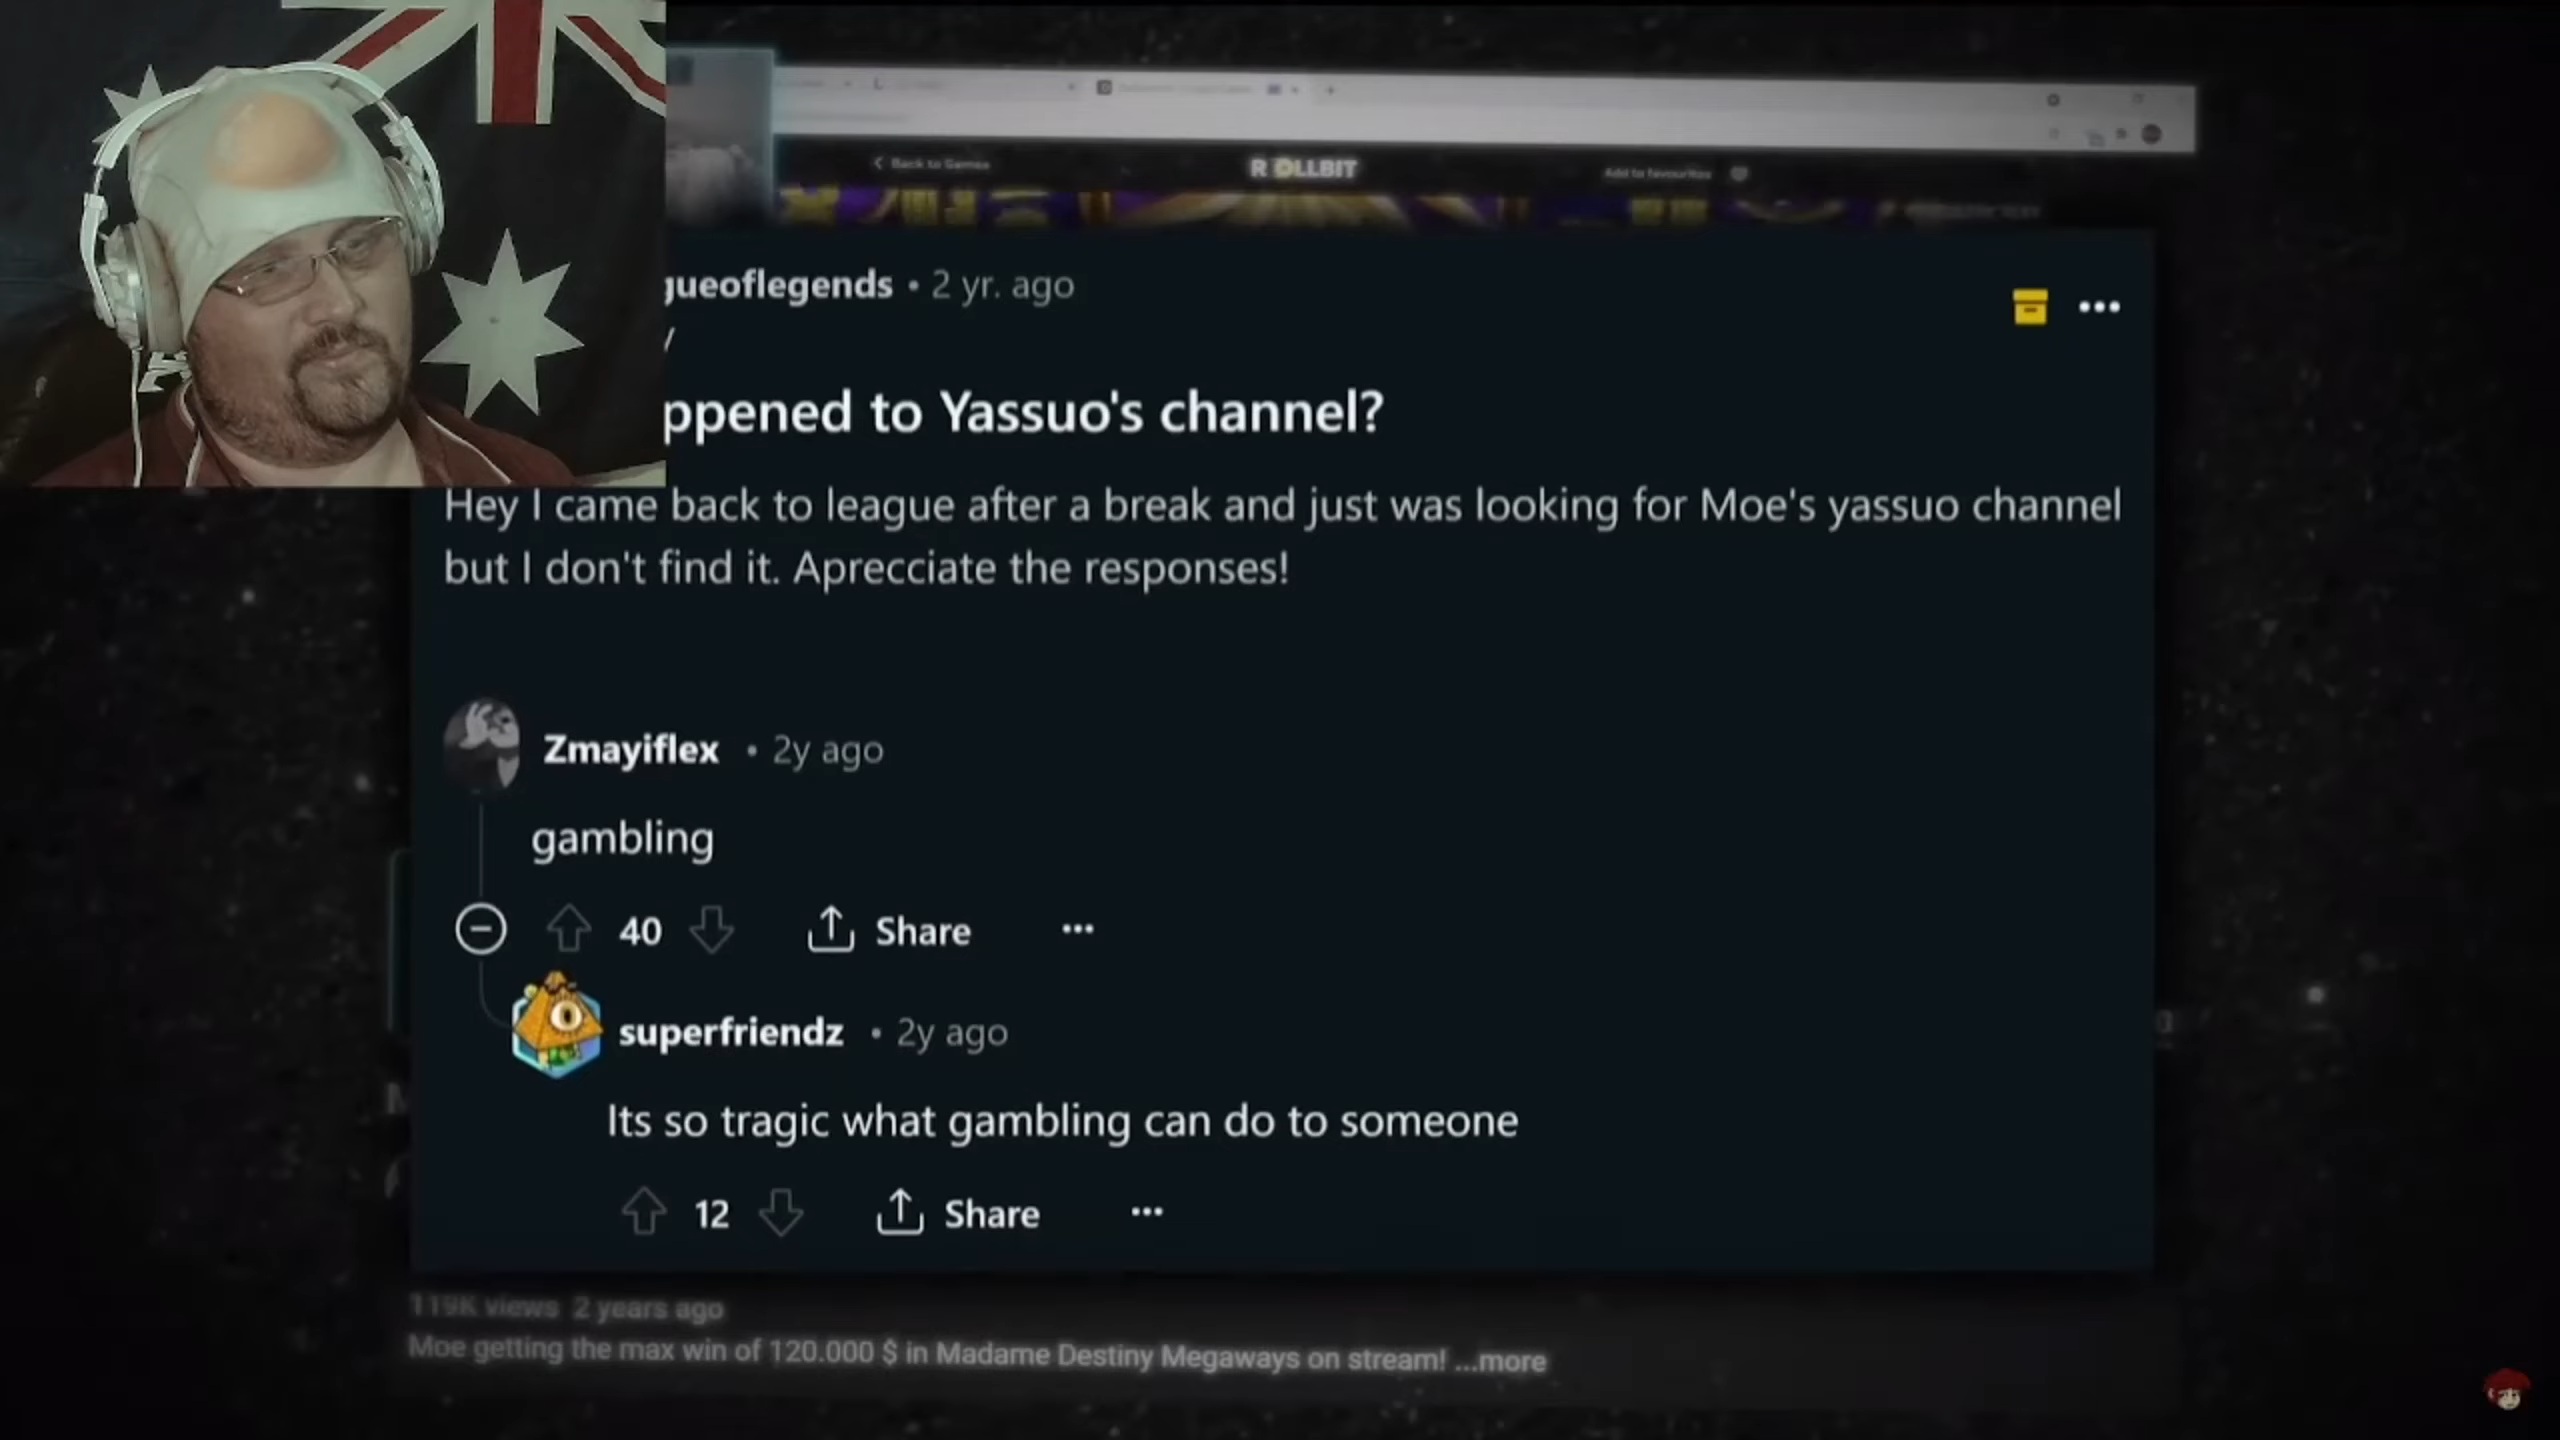 Back to Games
ROLLBIT
Add to favourites
gueoflegends • 2 yr. ago
ppened to Yassuo's channel?
Hey I came back to league after a break and just was looking for Moe's yassuo channel
but I don't find it. Aprecciate the responses!
Zmayiflex • 2y ago
gambling
40 Share ...
superfriendz • 2y ago
Its so tragic what gambling can do to someone
12 Share ...
119K views 2 years ago
Moe getting the max win of 120.000 $ in Madame Destiny Megaways on stream! ...more